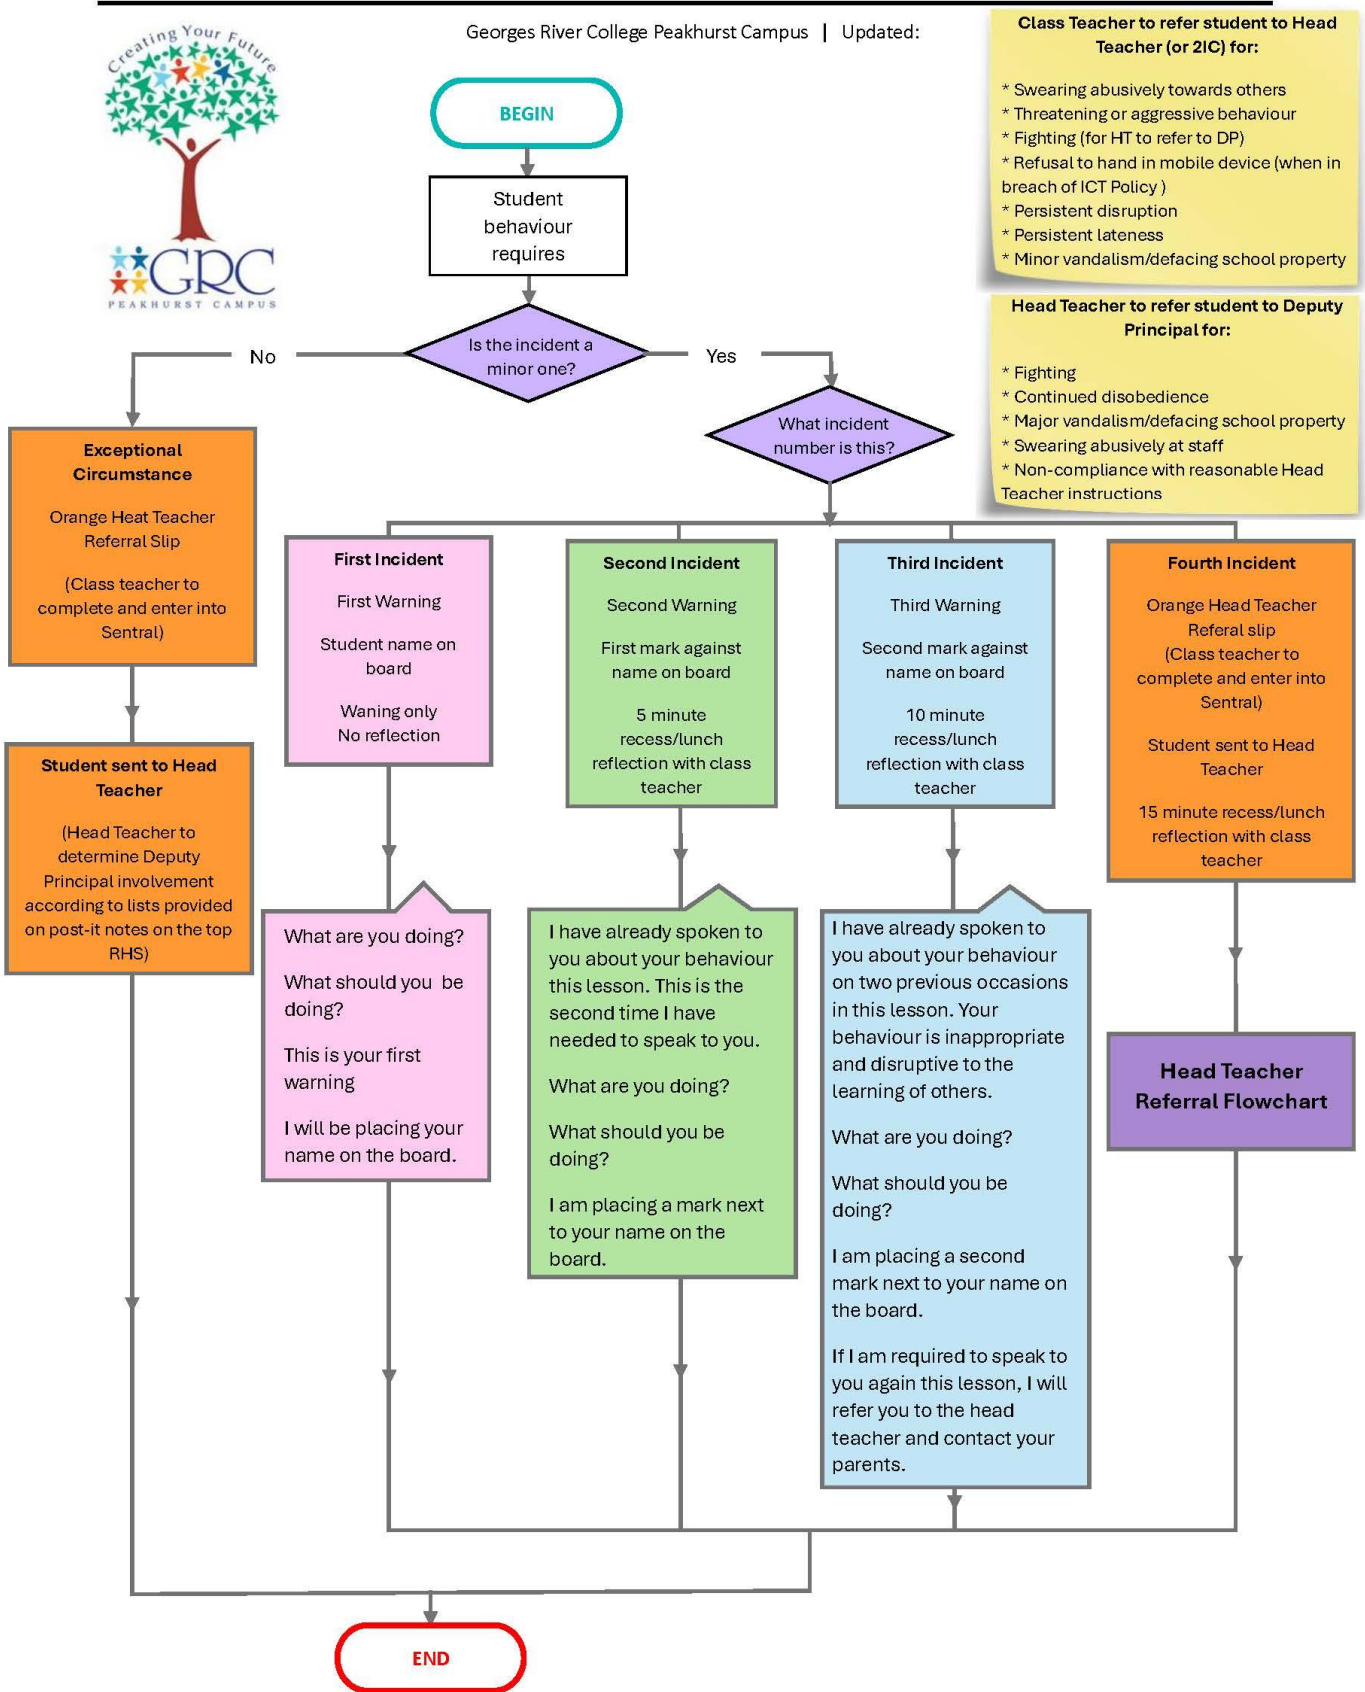 Creating Your Future
GRC
PEAKHURST CAMPUS
Georges River College Peakhurst Campus | Updated:
Class Teacher to refer student to Head
Teacher (or 2IC) for:
* Swearing abusively towards others
* Threatening or aggressive behaviour
* Fighting (for HT to refer to DP)
* Refusal to hand in mobile device (when in
breach of ICT Policy )
* Persistent disruption
* Persistent lateness
* Minor vandalism/defacing school property
Head Teacher to refer student to Deputy
Principal for:
* Fighting
* Continued disobedience
* Major vandalism/defacing school property
* Swearing abusively at staff
* Non-compliance with reasonable Head
Teacher instructions
BEGIN
Student
behaviour
requires
Is the incident a
minor one?
No
Yes
What incident
number is this?
Exceptional
Circumstance
Orange Heat Teacher
Referral Slip
(Class teacher to
complete and enter into
Sentral)
Student sent to Head
Teacher
(Head Teacher to
determine Deputy
Principal involvement
according to lists provided
on post-it notes on the top
RHS)
First Incident
First Warning
Student name on
board
Waning only
No reflection
What are you doing?
What should you be
doing?
This is your first
warning
I will be placing your
name on the board.
Second Incident
Second Warning
First mark against
name on board
5 minute
recess/lunch
reflection with class
teacher
I have already spoken to
you about your behaviour
this lesson. This is the
second time I have
needed to speak to you.
What are you doing?
What should you be
doing?
I am placing a mark next
to your name on the
board.
Third Incident
Third Warning
Second mark against
name on board
10 minute
recess/lunch
reflection with class
teacher
I have already spoken to
you about your behaviour
on two previous occasions
in this lesson. Your
behaviour is inappropriate
and disruptive to the
learning of others.
What are you doing?
What should you be
doing?
I am placing a second
mark next to your name on
the board.
If I am required to speak to
you again this lesson, I will
refer you to the head
teacher and contact your
parents.
Fourth Incident
Orange Head Teacher
Referal slip
(Class teacher to
complete and enter into
Sentral)
Student sent to Head
Teacher
15 minute recess/lunch
reflection with class
teacher
Head Teacher
Referral Flowchart
END